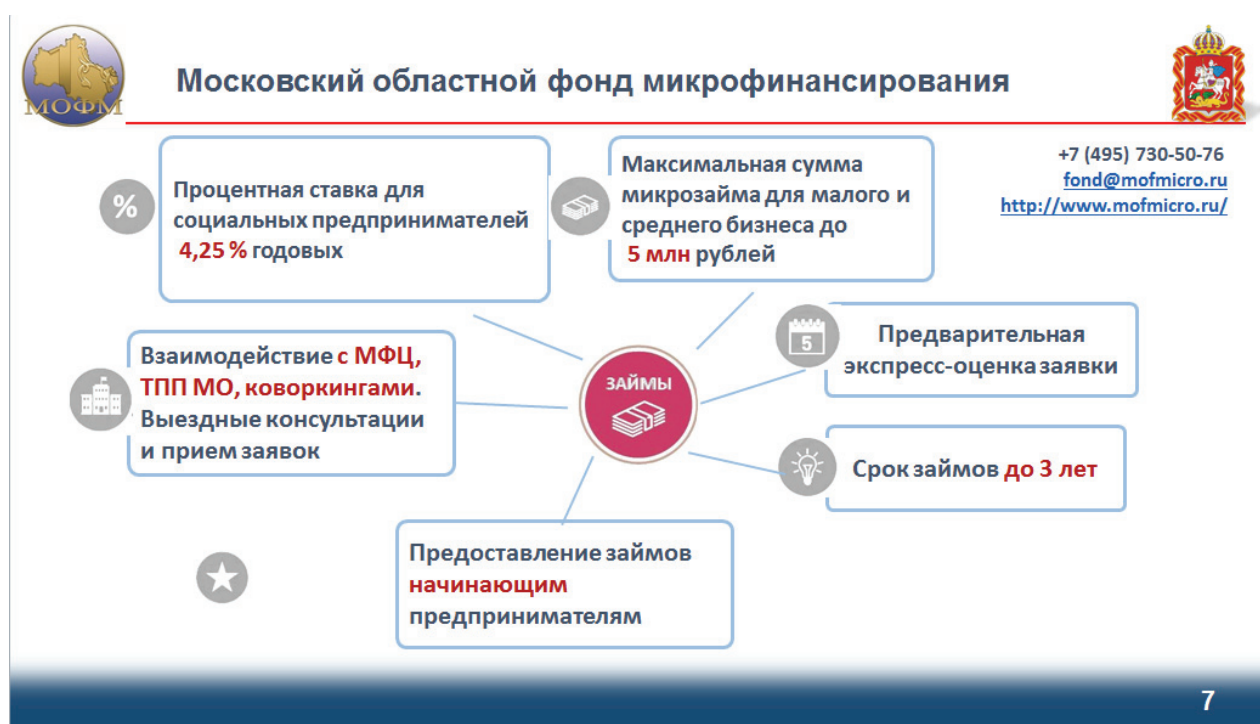 МОФМ
Московский областной фонд микрофинансирования
+7 (495) 730-50-76
fond@mofmicro.ru
http://www.mofmicro.ru/
%
Процентная ставка для
социальных предпринимателей
4,25 % годовых
Максимальная сумма
микрозайма для малого и
среднего бизнеса до
5 млн рублей
Взаимодействие с МФЦ,
ТПП МО, коворкингами.
Выездные консультации
и прием заявок
ЗАЙМЫ
5
Предварительная
экспресс-оценка заявки
Срок займов до 3 лет
Предоставление займов
начинающим
предпринимателям
7